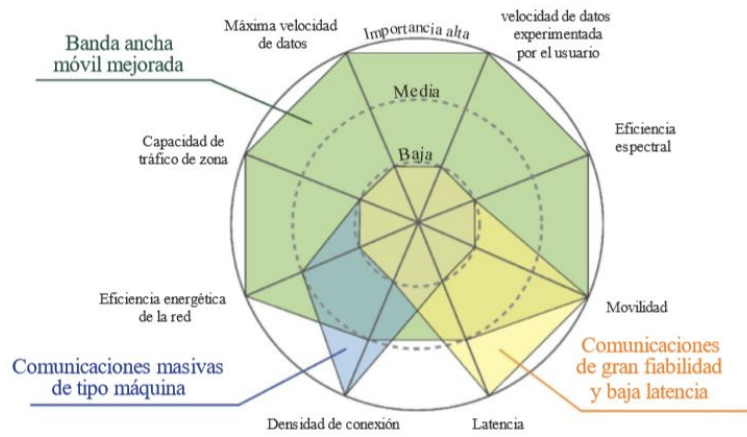 Máxima velocidad
de datos
Importancia alta
velocidad de datos
experimentada
por el usuario
Banda ancha
móvil mejorada
Media
Capacidad de
tráfico de zona
Baja
Eficiencia
espectral
Eficiencia energética
de la red
Movilidad
Comunicaciones masivas
de tipo máquina
Comunicaciones
de gran fiabilidad
y baja latencia
Densidad de conexión
Latencia